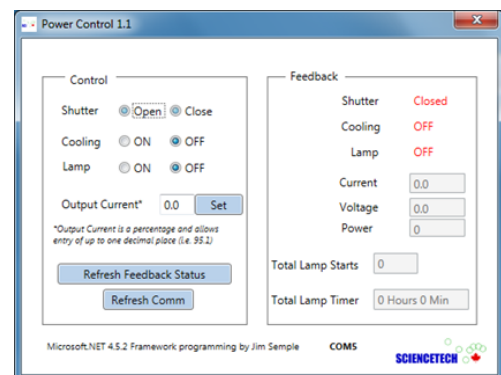 Power Control 1.1
Control
Shutter Open Close
Cooling ON OFF
Lamp ON OFF
Output Current* 0.0 Set
*Output Current is a percentage and allows
entry of up to one decimal place (i.e. 95.1)
Refresh Feedback Status
Refresh Comm
Feedback
Shutter Closed
Cooling OFF
Lamp OFF
Current 0.0
Voltage 0.0
Power 0
Total Lamp Starts 0
Total Lamp Timer 0 Hours 0 Min
Microsoft.NET 4.5.2 Framework programming by Jim Semple COM5
SCIENCETECH